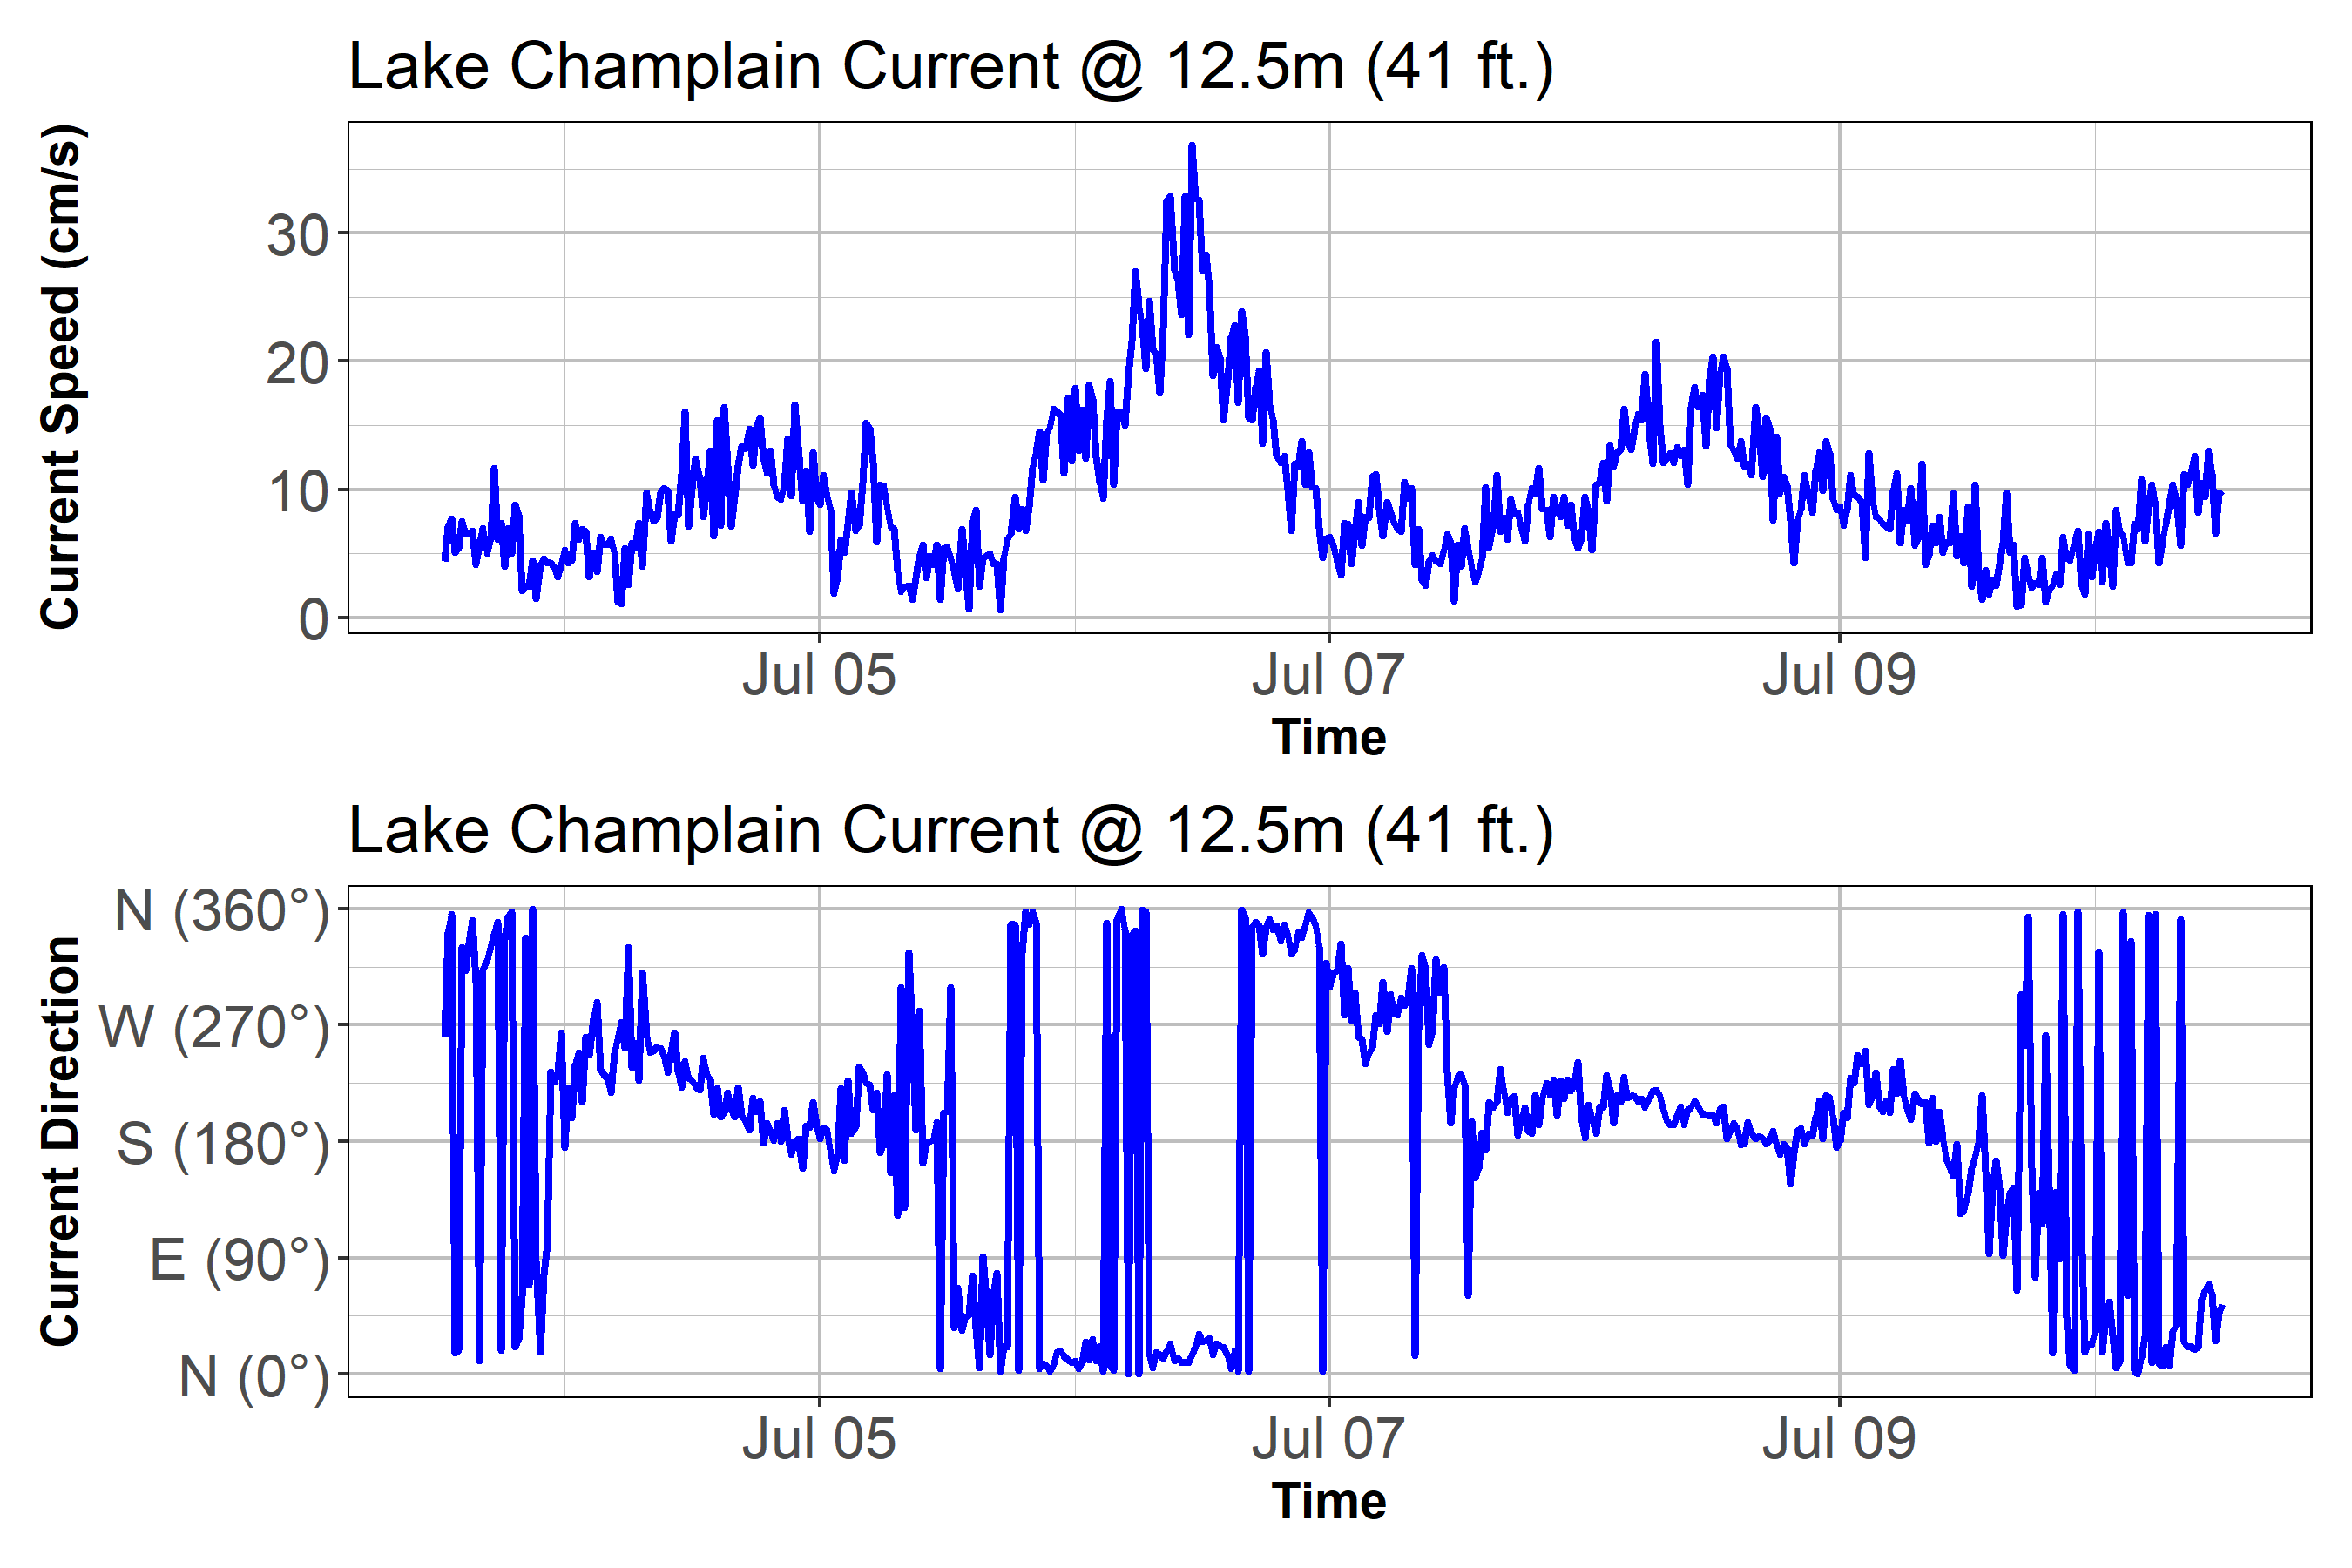 Lake Champlain Current @ 12.5m (41 ft.)
Current Speed (cm/s)
30
20
10
0
Jul 05 Jul 07 Jul 09
Time
Lake Champlain Current @ 12.5m (41 ft.)
Current Direction
N (360°)
W (270°)
S (180°)
E (90°)
N (0°)
Jul 05 Jul 07 Jul 09
Time